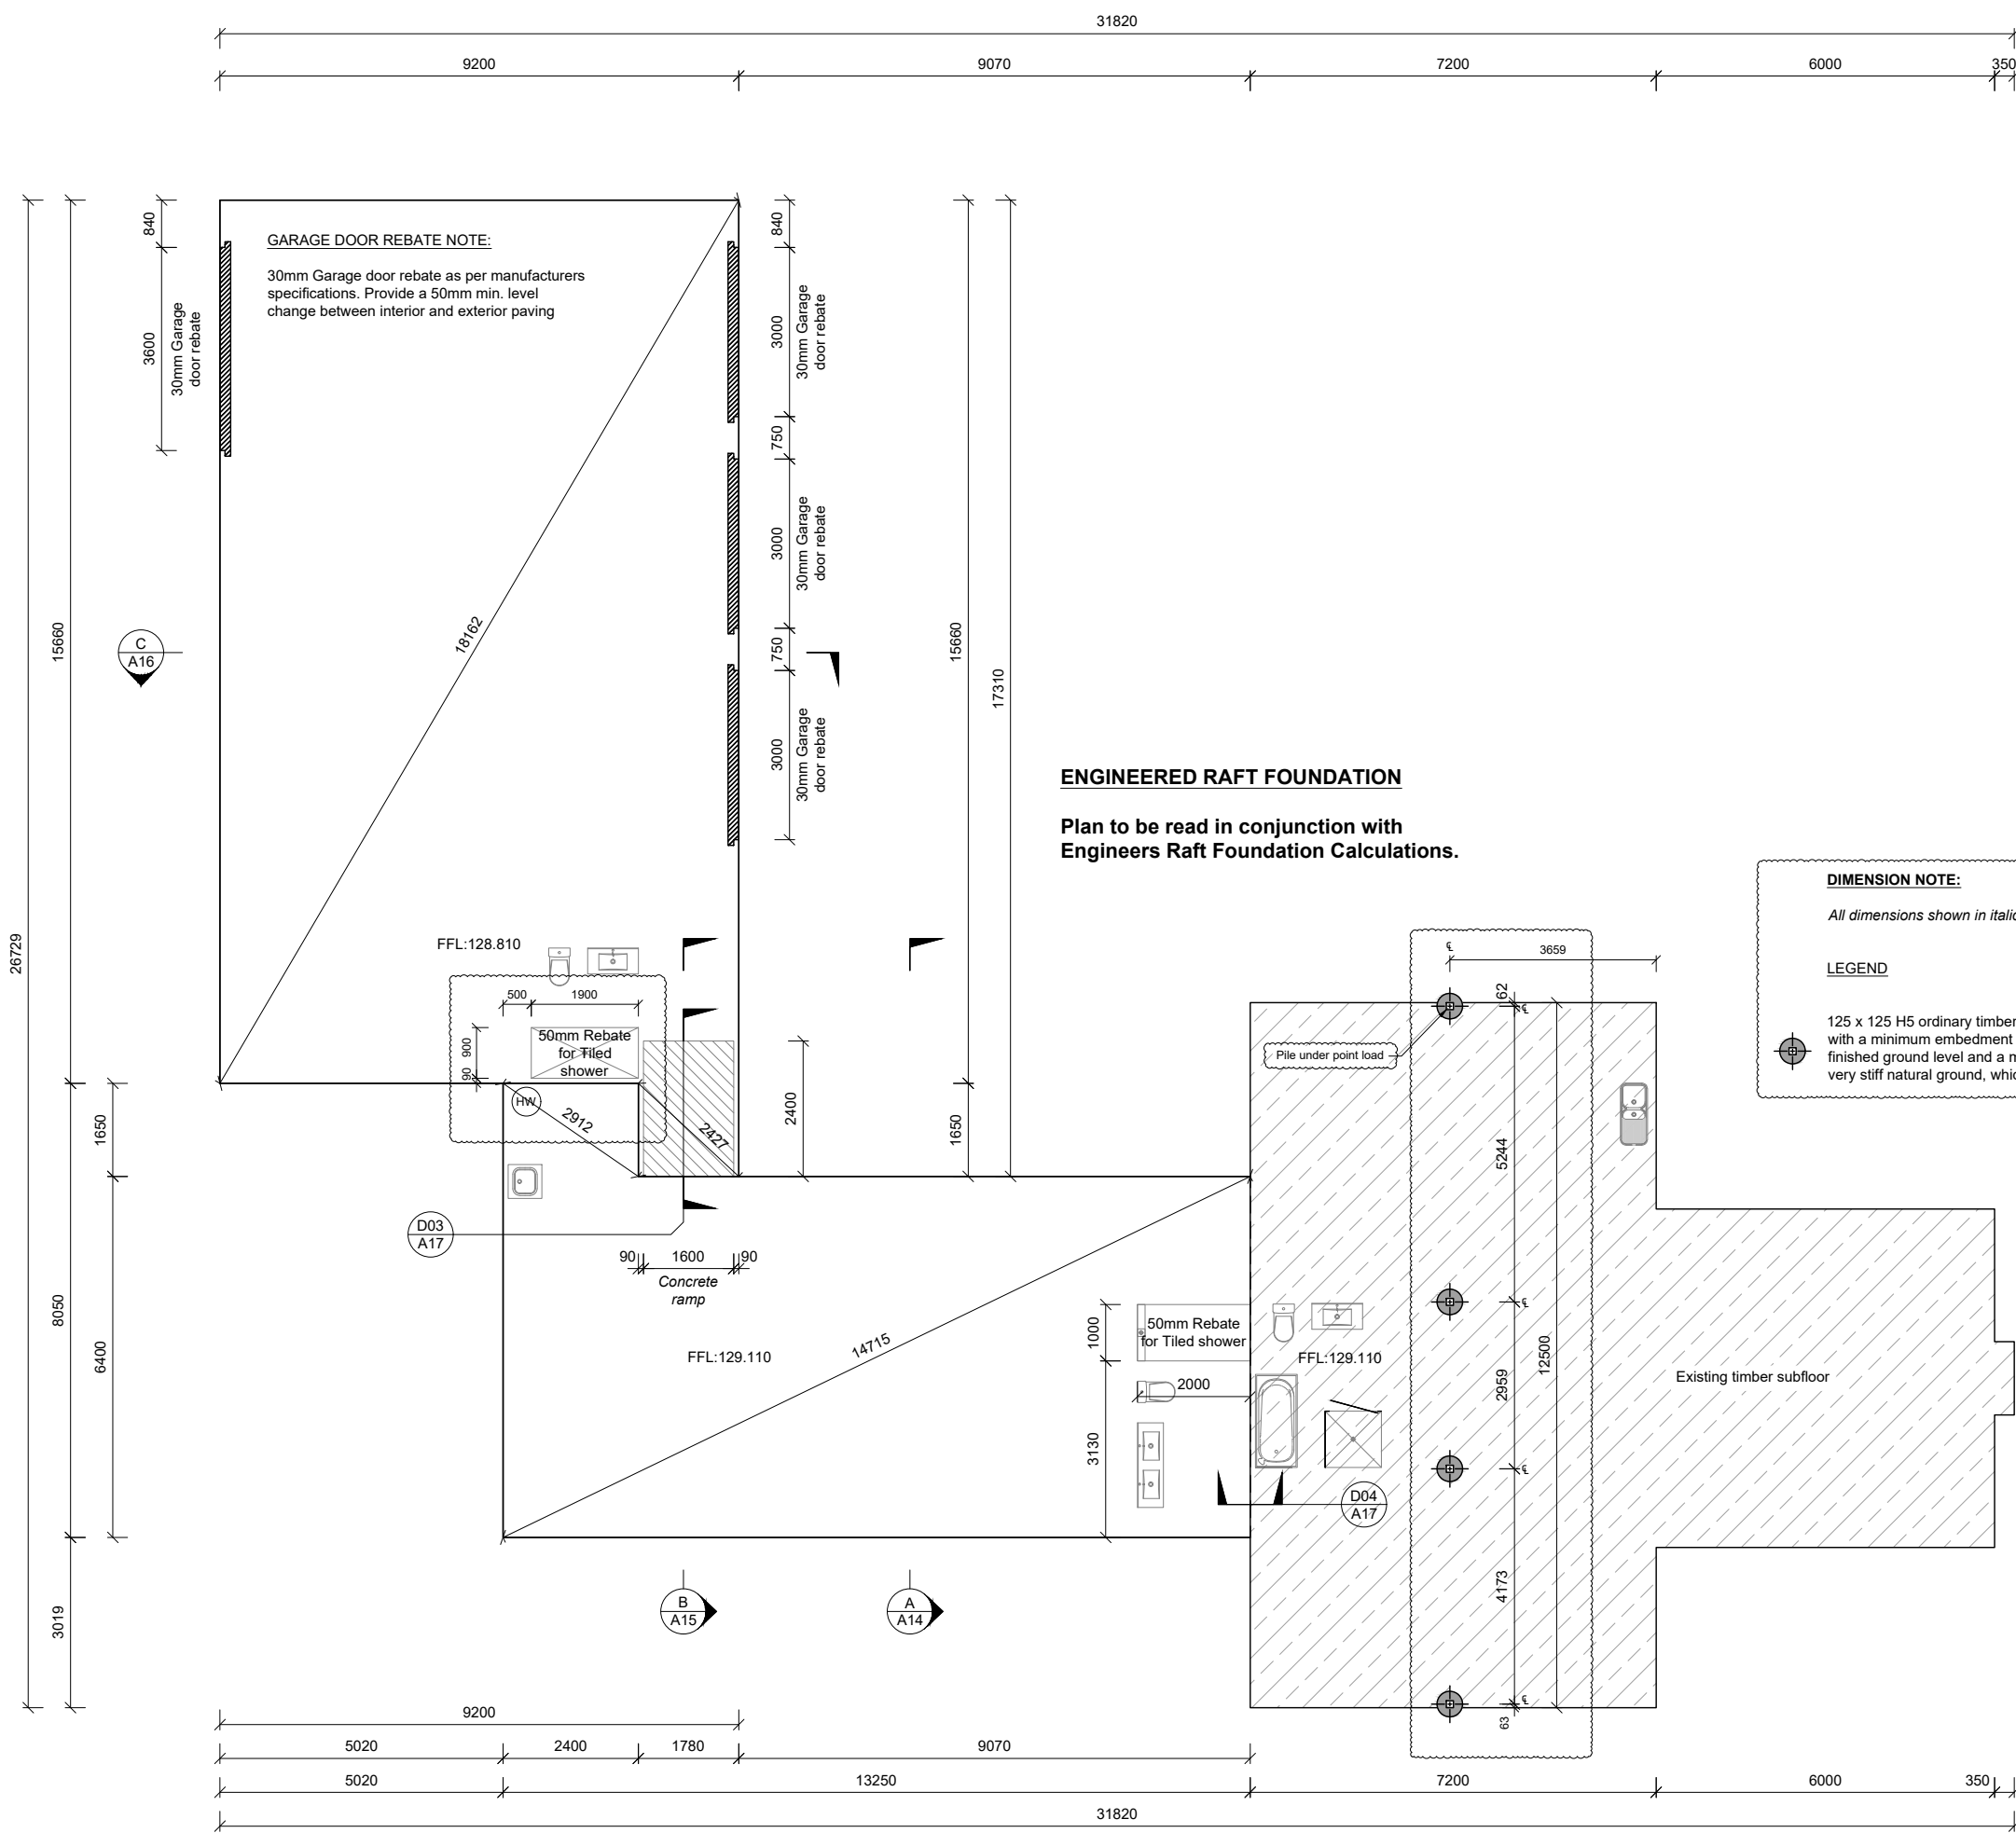 31820
9200
9070
7200
6000
350
840
3600
30mm Garage
door rebate
GARAGE DOOR REBATE NOTE:
30mm Garage door rebate as per manufacturers
specifications. Provide a 50mm min. level
change between interior and exterior paving
840
3000
30mm Garage
door rebate
750
3000
30mm Garage
door rebate
750
3000
30mm Garage
door rebate
15660
26729
C
A16
18162
15660
17310
ENGINEERED RAFT FOUNDATION
Plan to be read in conjunction with
Engineers Raft Foundation Calculations.
DIMENSION NOTE:
All dimensions shown in italic
LEGEND
125 x 125 H5 ordinary timber
with a minimum embedment
finished ground level and a m
very stiff natural ground, whic
FFL:128.810
500
1900
900
90
50mm Rebate
for Tiled
shower
HW
2912
2427
2400
1650
1650
8050
6400
3019
D03
A17
90
1600
90
Concrete
ramp
FFL:129.110
14715
1000
50mm Rebate
for Tiled shower
2000
3130
FFL:129.110
D04
A17
℄
3659
62
℄
Pile under point load
5244
℄
2959
12500
℄
4173
℄
63
Existing timber subfloor
B
A15
A
A14
9200
5020
2400
1780
9070
5020
13250
7200
6000
350
31820